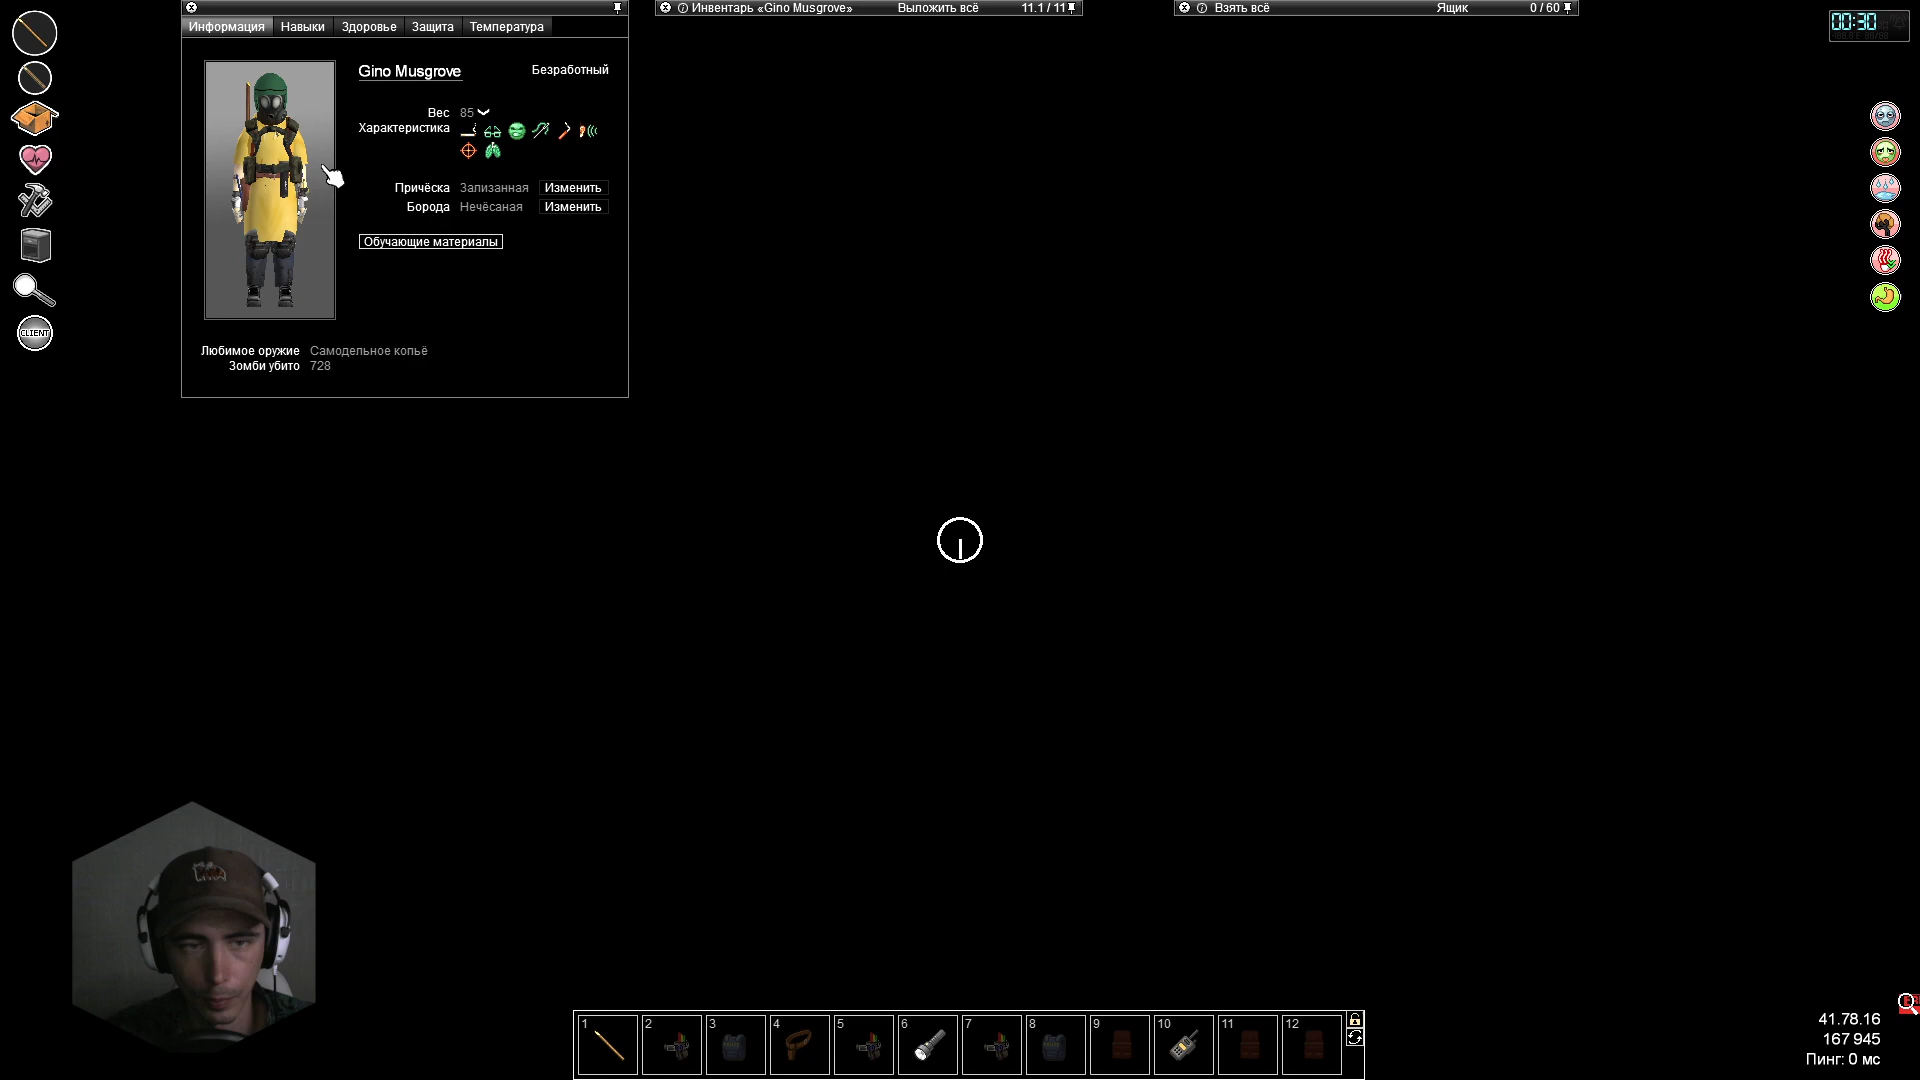 Инвентарь «Gino Musgrove» Выложить всё 11.1 / 11
Взять всё Ящик 0 / 60
00:30
Информация Навыки Здоровье Защита Температура
Gino Musgrove Безработный
Вес 85
Характеристика
Причёска Зализанная Изменить
Борода Нечёсаная Изменить
Обучающие материалы
Любимое оружие Самодельное копьё
Зомби убито 728
CLIENT
1 2 3 4 5 6 7 8 9 10 11 12
41.78.16
167 945
Пинг: 0 мс